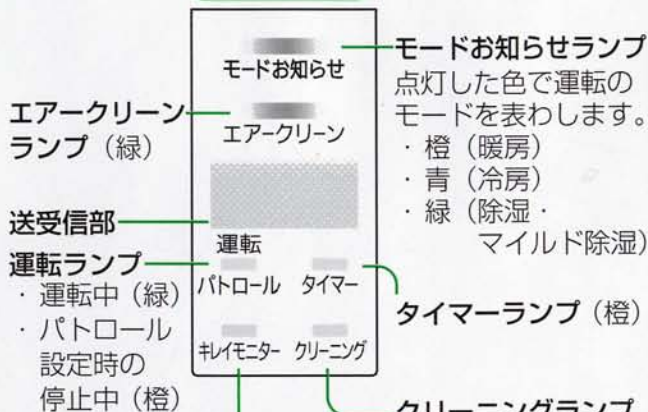 モードお知らせ
エアークリーン
運転
パトロール
タイマー
キレイモニター
クリーニング
エアークリーン
ランプ(緑)
送受信部
運転ランプ
・運転中(緑)
・パトロール
設定時の
停止中(橙)
モードお知らせランプ
点灯した色で運転の
モードを表わします。
・橙(暖房)
・青(冷房)
・緑(除湿・
マイルド除湿)
タイマーランプ(橙)
クリーニングランプ